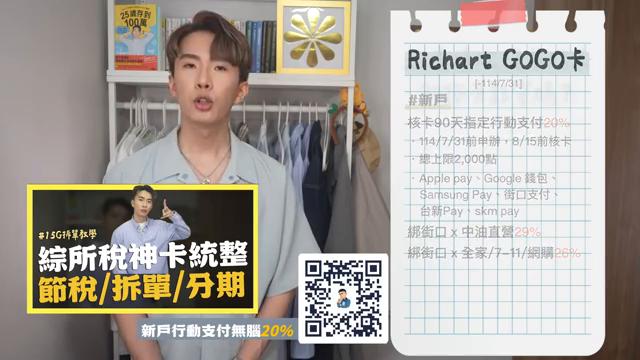 25歲存到
100萬
Richart GOGO卡
[-114/7/31]
#新戶
核卡90天指定行動支付20%
·114/7/31前申辦，8/15前核卡
·總上限2,000點
·Apple pay、Google 錢包、
Samsung Pay、街口支付、
台新Pay、skm pay
綁街口 x 中油直營29%
綁街口 x 全家/7-11/網購26%
#15G拆單教學
綜所稅神卡統整
節稅/拆單/分期
新戶行動支付無腦20%